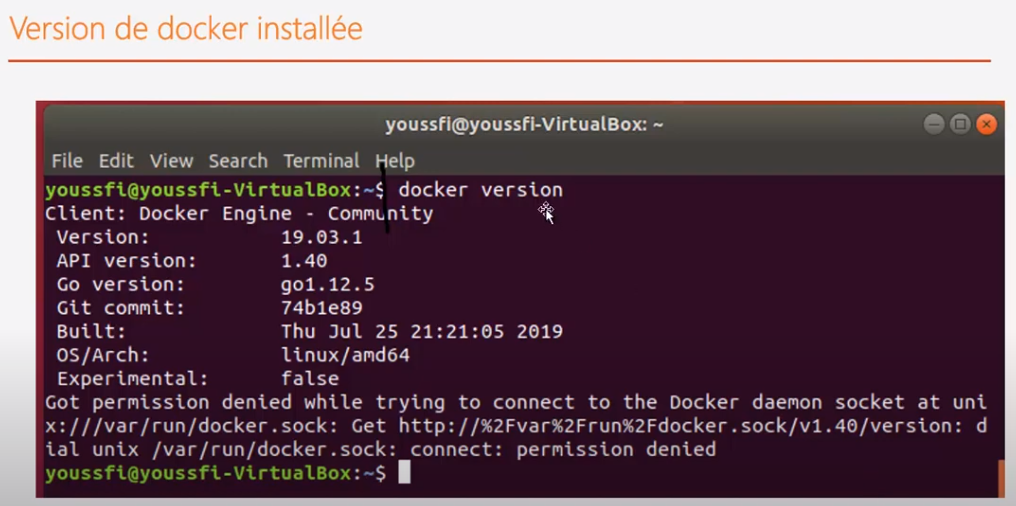 Version de docker installée
youssfi@youssfi-VirtualBox: ~
File Edit View Search Terminal Help
youssfi@youssfi-VirtualBox:~$ docker version
Client: Docker Engine - Community
Version: 19.03.1
API version: 1.40
Go version: go1.12.5
Git commit: 74b1e89
Built: Thu Jul 25 21:21:05 2019
OS/Arch: linux/amd64
Experimental: false
Got permission denied while trying to connect to the Docker daemon socket at uni
x:///var/run/docker.sock: Get http://%2Fvar%2Frun%2Fdocker.sock/v1.40/version: d
ial unix /var/run/docker.sock: connect: permission denied
youssfi@youssfi-VirtualBox:~$